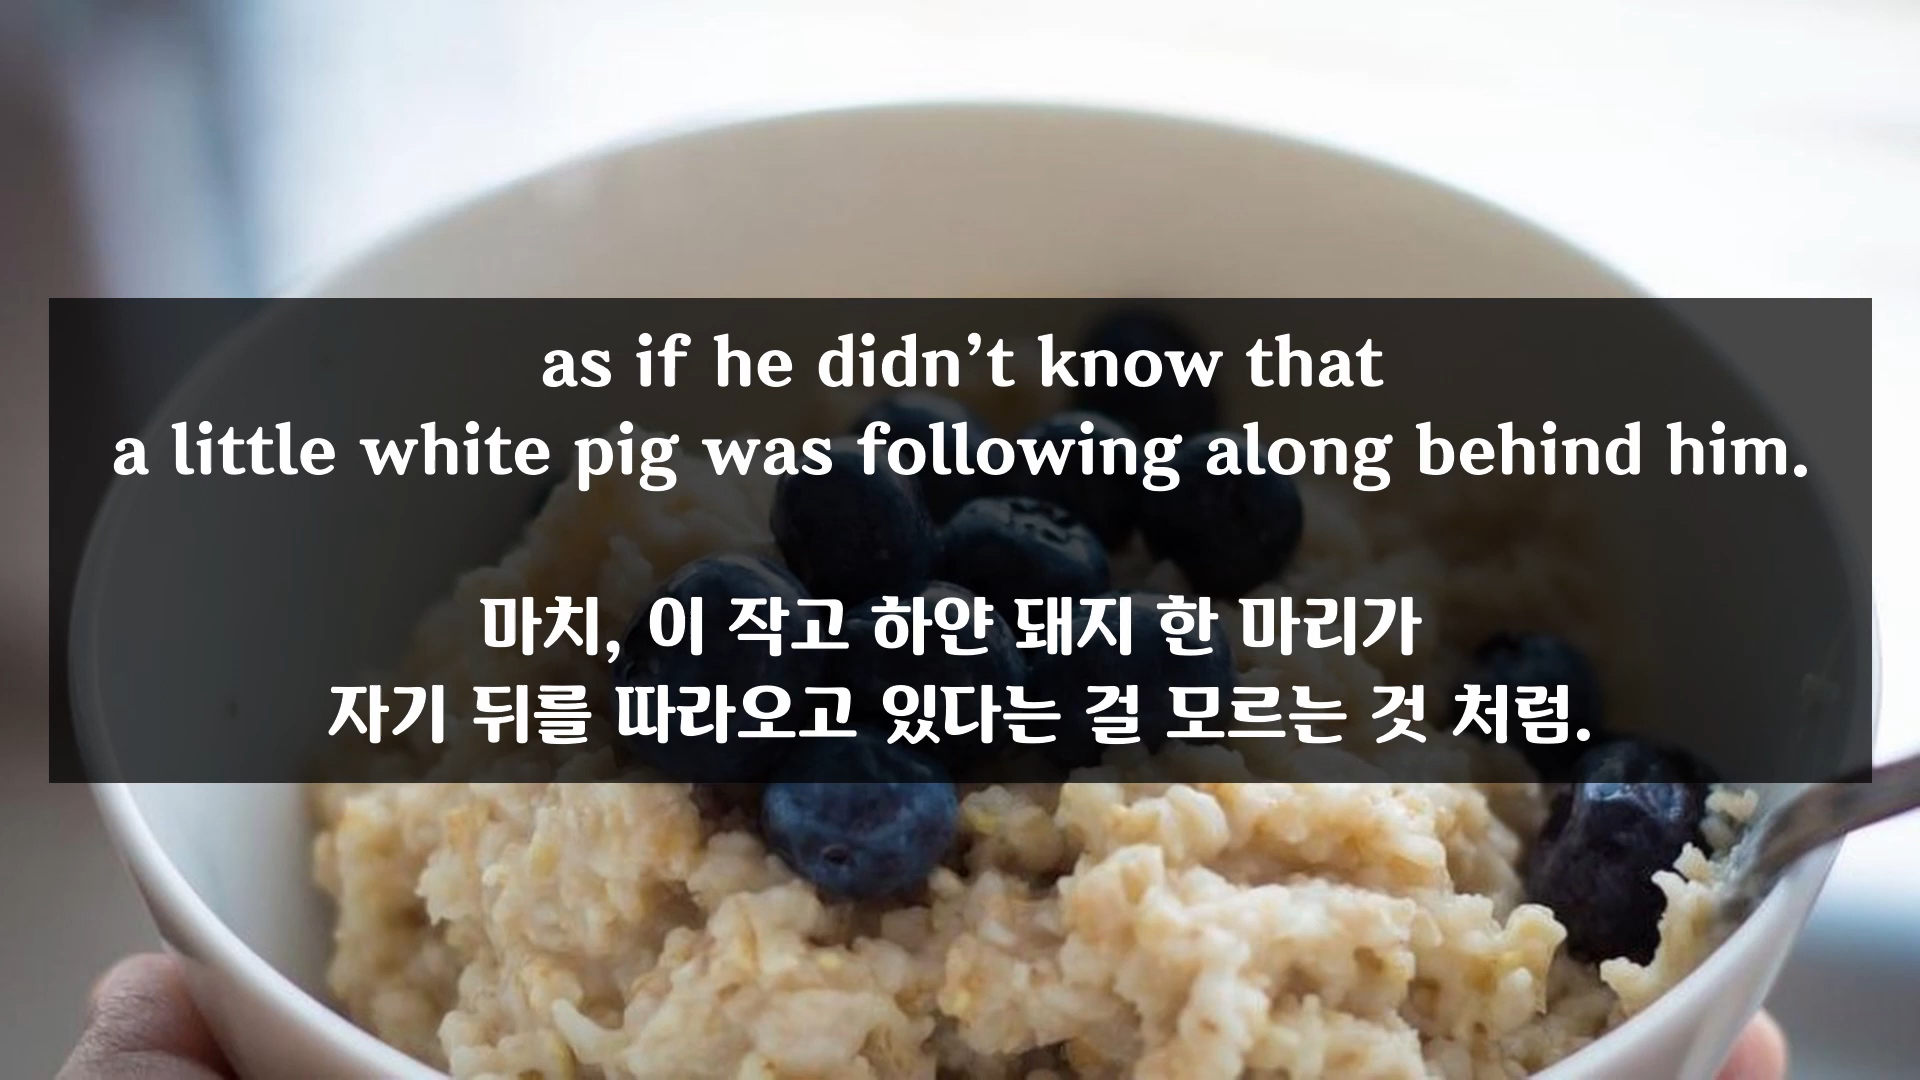 as if he didn’t know that
a little white pig was following along behind him.
마치, 이 작고 하얀 돼지 한 마리가
자기 뒤를 따라오고 있다는 걸 모르는 것 처럼.